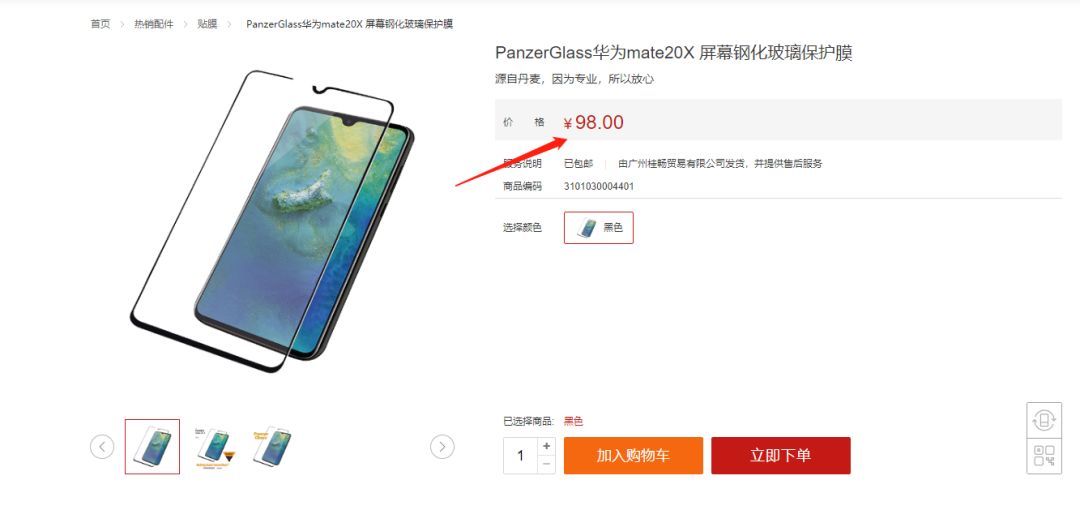 首页 > 热销配件 > 贴膜 > PanzerGlass华为mate20X 屏幕钢化玻璃保护膜
PanzerGlass华为mate20X 屏幕钢化玻璃保护膜
源自丹麦，因为专业，所以放心
价 格 ¥ 98.00
服务说明 已包邮 | 由广州桂畅贸易有限公司发货，并提供售后服务
商品编码 3101030004401
选择颜色 黑色
已选择商品: 黑色
1 + −
加入购物车 立即下单